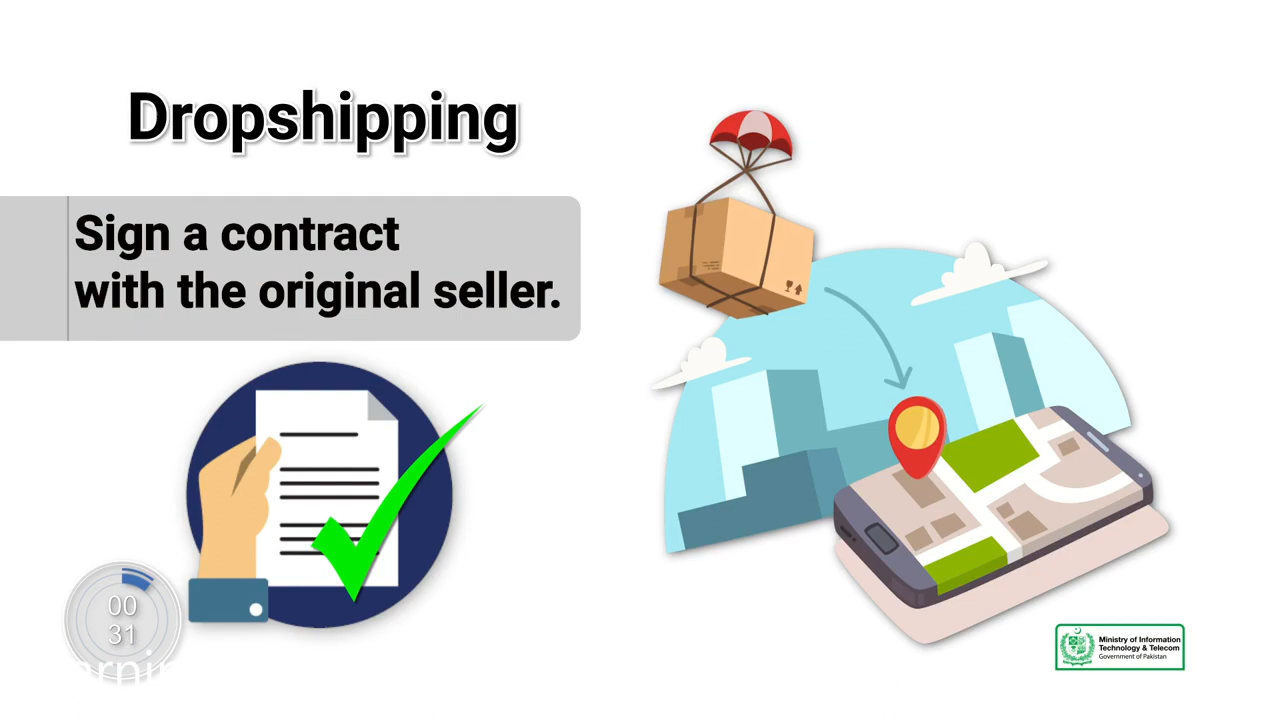 Dropshipping
Sign a contract
with the original seller.
00
31
Ministry of Information
Technology & Telecom
Government of Pakistan